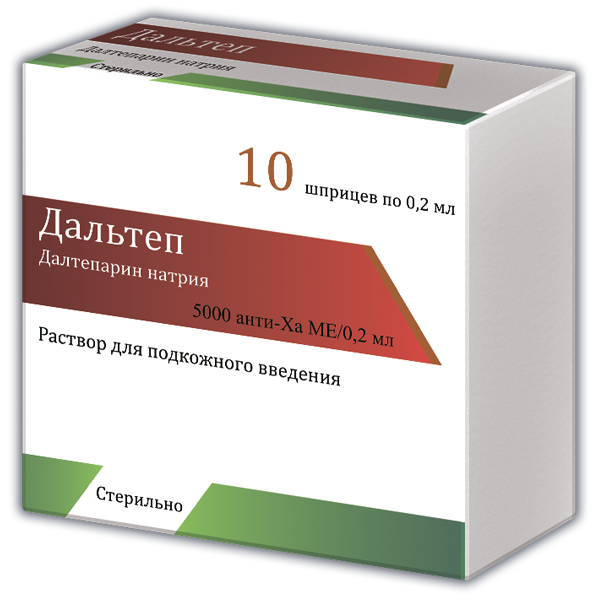 Дальтеп
Далтепарин натрия
Стерильно
10 шприцев по 0,2 мл
Дальтеп
Далтепарин натрия
5000 анти-Ха МЕ/0,2 мл
Раствор для подкожного введения
Стерильно